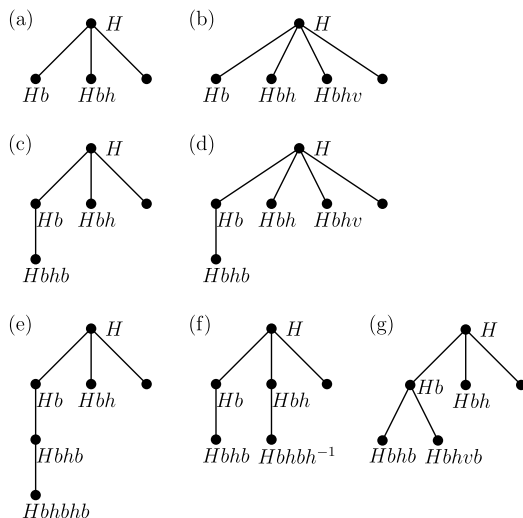 (a) H (b) H
Hb Hbh Hb Hbh Hbhv
(c) H (d) H
Hb Hbh Hb Hbh Hbhv
Hbhb Hbhb
(e) H (f) H (g) H
Hb Hbh Hb Hbh Hb Hbh
Hbhb Hbhb Hbhbh⁻¹ Hbhb Hbhvb
Hbhbhb